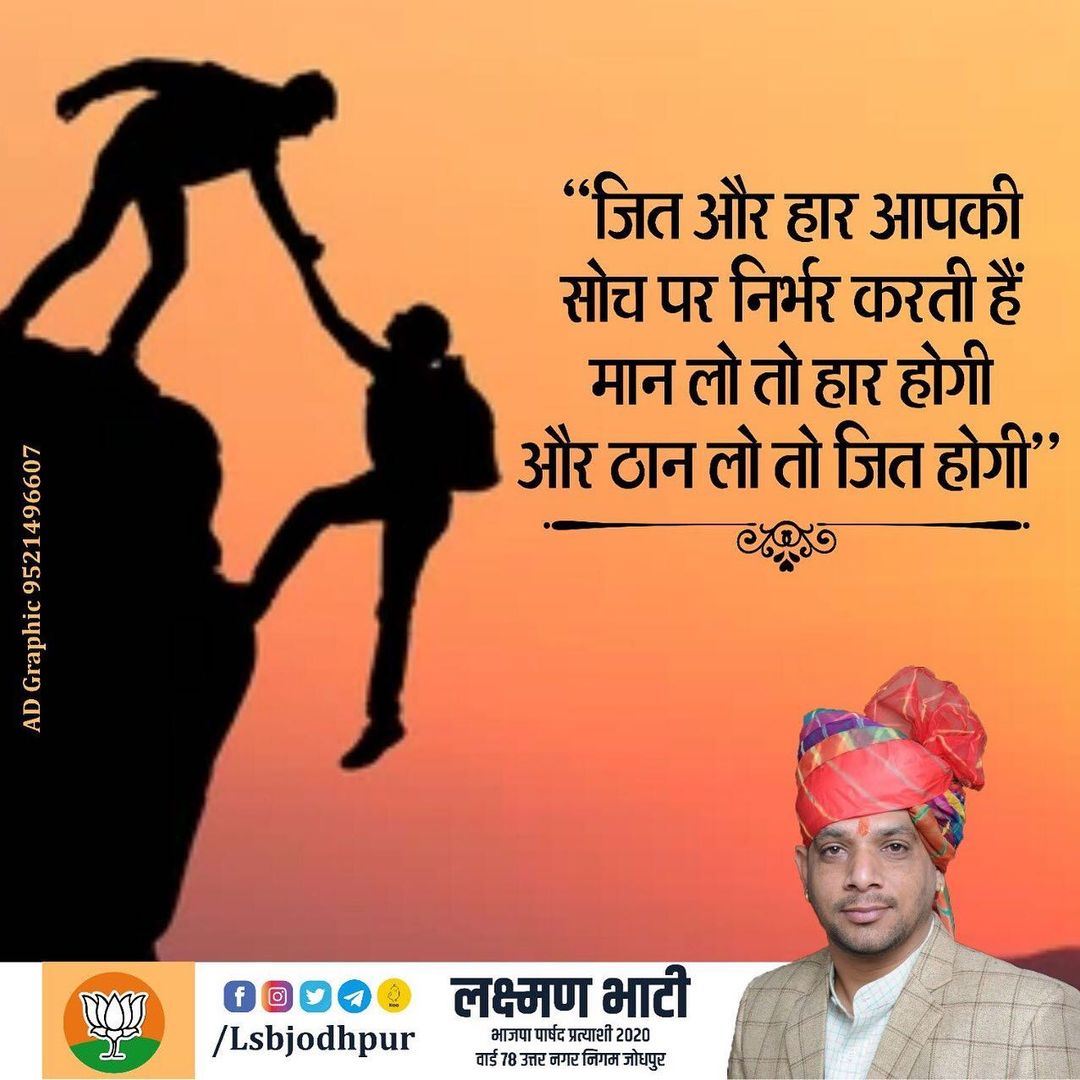 “जित और हार आपकी
सोच पर निर्भर करती हैं
मान लो तो हार होगी
और ठान लो तो जित होगी”
AD Graphic 9521496607
/Lsbjodhpur
लक्ष्मण भाटी
भाजपा पार्षद प्रत्याशी 2020
वार्ड 78 उत्तर नगर निगम जोधपुर